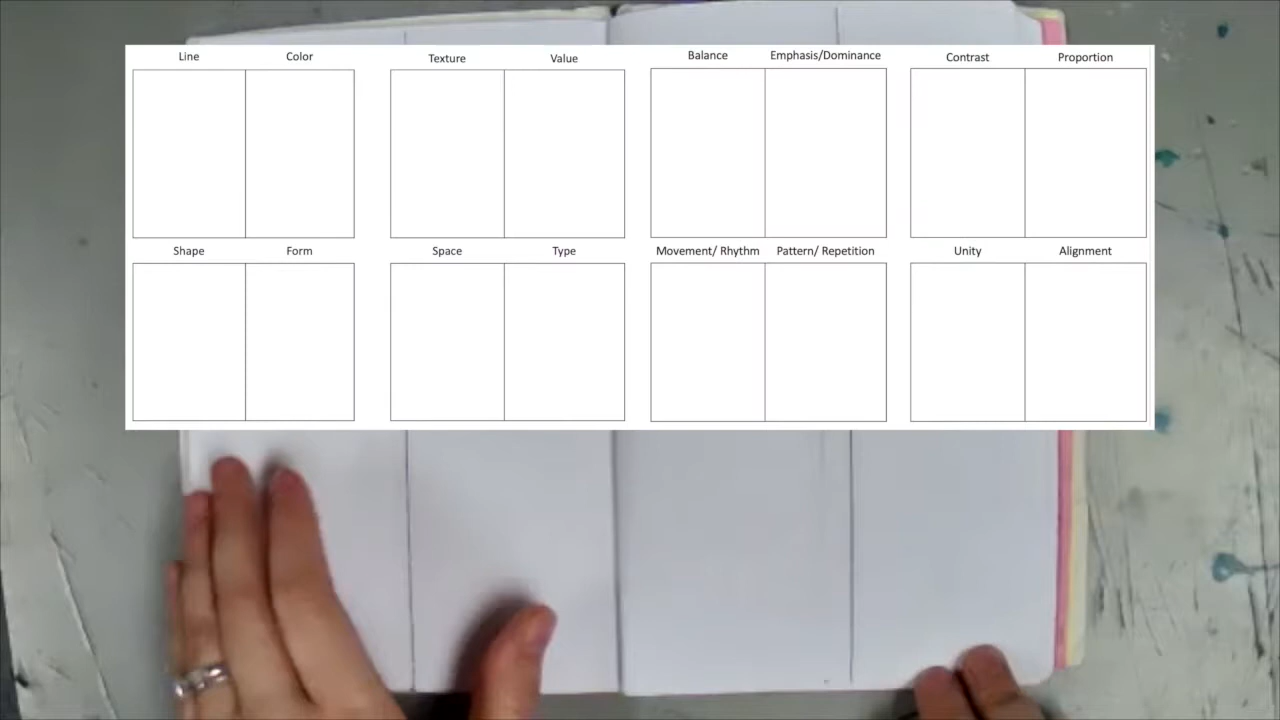 Line Color Texture Value Balance Emphasis/Dominance Contrast Proportion
Shape Form Space Type Movement/ Rhythm Pattern/ Repetition Unity Alignment